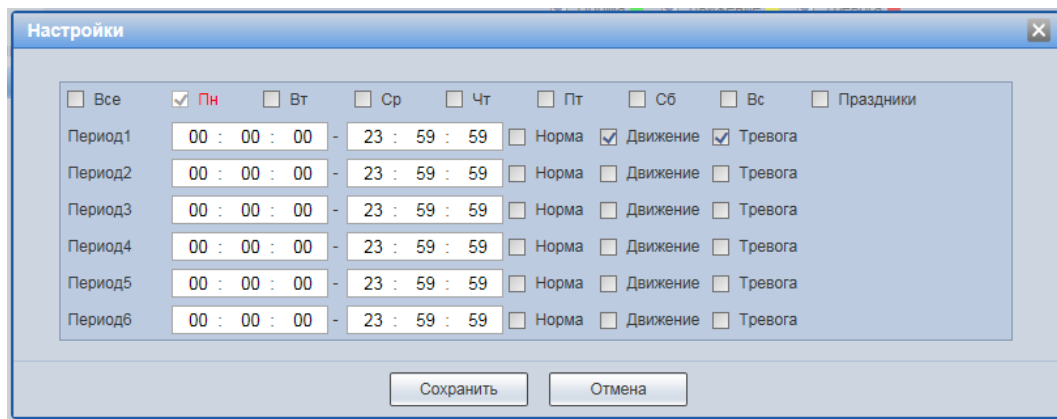 Настройки
Все Пн Вт Ср Чт Пт Сб Вс Праздники
Период1 00 : 00 : 00 - 23 : 59 : 59 Норма Движение Тревога
Период2 00 : 00 : 00 - 23 : 59 : 59 Норма Движение Тревога
Период3 00 : 00 : 00 - 23 : 59 : 59 Норма Движение Тревога
Период4 00 : 00 : 00 - 23 : 59 : 59 Норма Движение Тревога
Период5 00 : 00 : 00 - 23 : 59 : 59 Норма Движение Тревога
Период6 00 : 00 : 00 - 23 : 59 : 59 Норма Движение Тревога
Сохранить Отмена